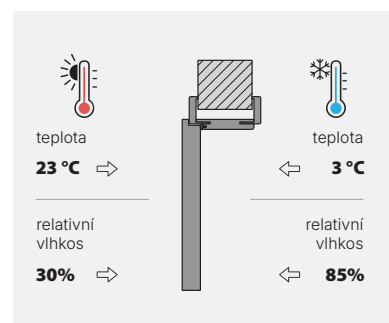 teplota
23 °C
relativní
vlhkos
30%
teplota
3 °C
relativní
vlhkos
85%